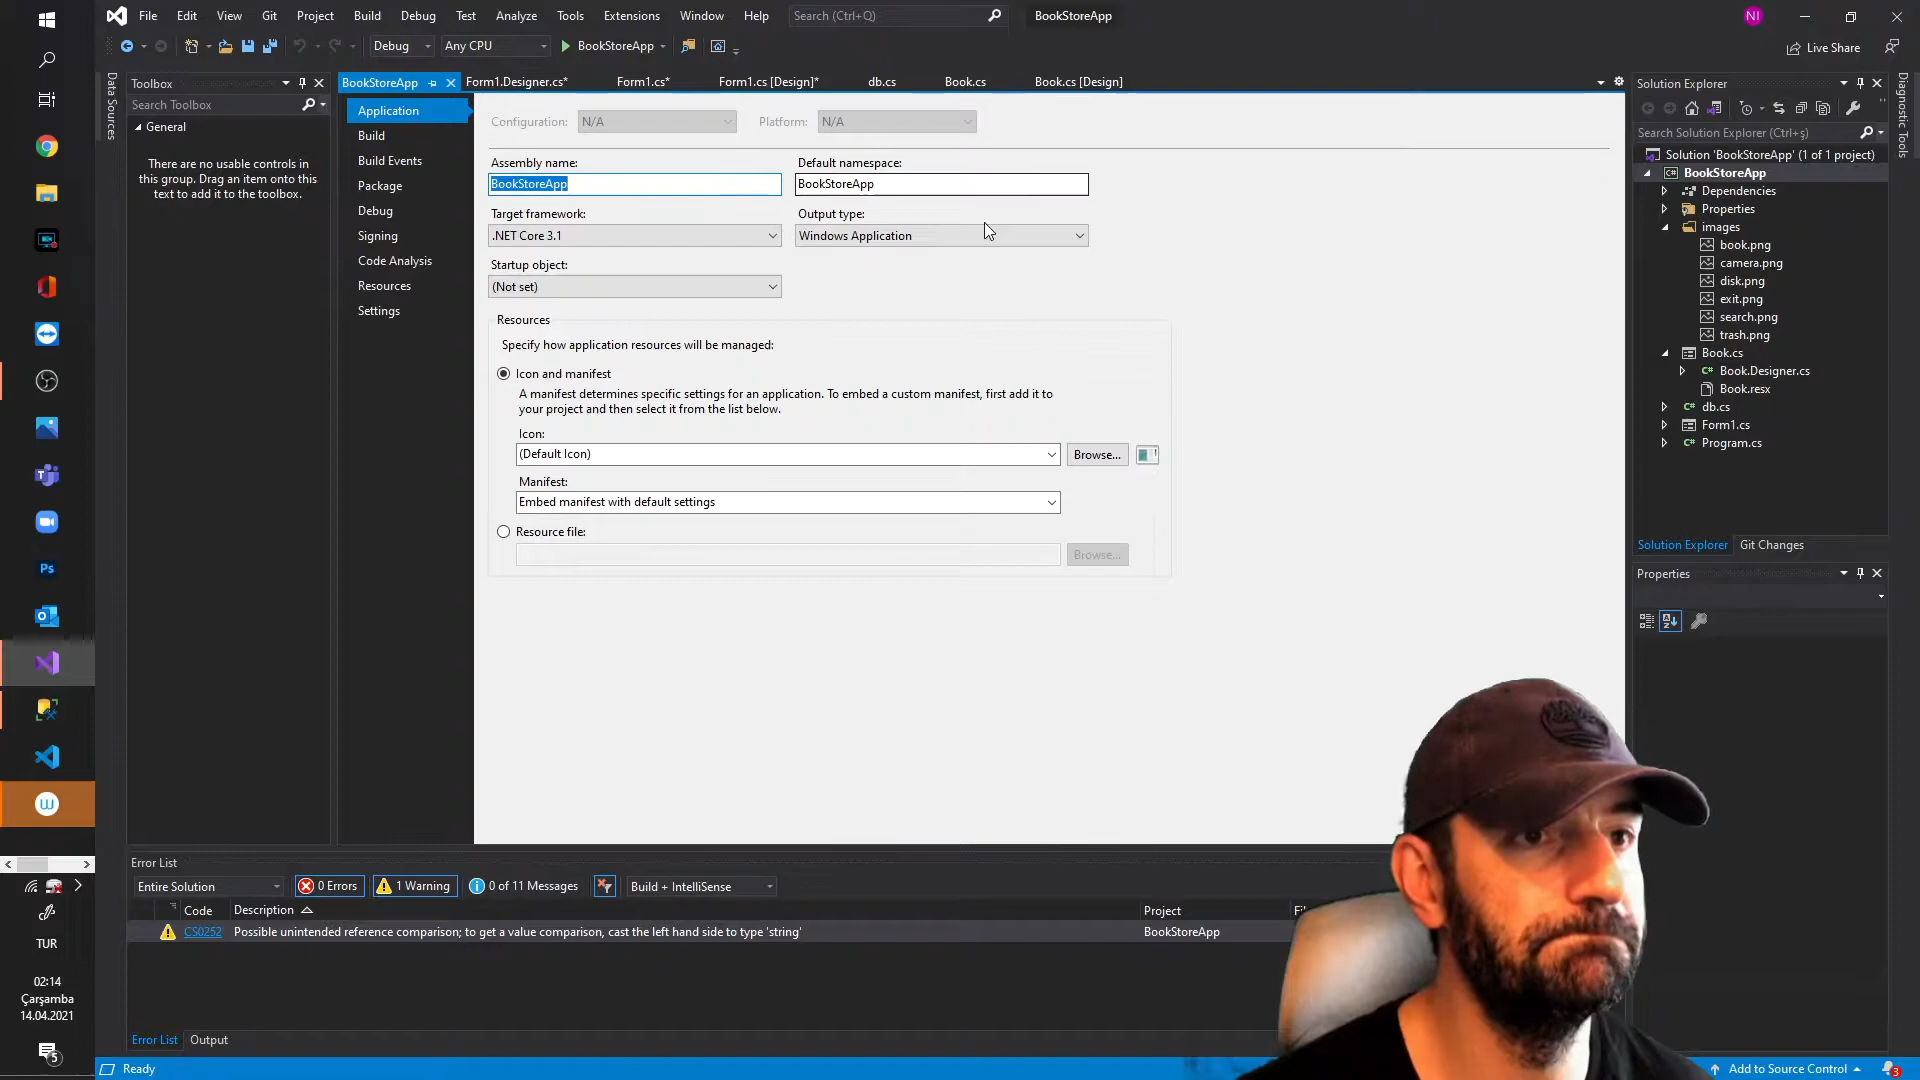 File Edit View Git Project Build Debug Test Analyze Tools Extensions Window Help Search (Ctrl+Q) BookStoreApp NI
Debug Any CPU BookStoreApp Live Share
Data Sources
Toolbox
Search Toolbox
General
There are no usable controls in
this group. Drag an item onto this
text to add it to the toolbox.
BookStoreApp Form1.Designer.cs* Form1.cs* Form1.cs [Design]* db.cs Book.cs Book.cs [Design]
Application
Build
Build Events
Package
Debug
Signing
Code Analysis
Resources
Settings
Configuration: N/A Platform: N/A
Assembly name: Default namespace:
BookStoreApp BookStoreApp
Target framework: Output type:
.NET Core 3.1 Windows Application
Startup object:
(Not set)
Resources
Specify how application resources will be managed:
Icon and manifest
A manifest determines specific settings for an application. To embed a custom manifest, first add it to
your project and then select it from the list below.
Icon:
(Default Icon) Browse...
Manifest:
Embed manifest with default settings
Resource file:
Browse...
Solution Explorer
Search Solution Explorer (Ctrl+ş)
Solution 'BookStoreApp' (1 of 1 project)
BookStoreApp
Dependencies
Properties
images
book.png
camera.png
disk.png
exit.png
search.png
trash.png
Book.cs
Book.Designer.cs
Book.resx
db.cs
Form1.cs
Program.cs
Solution Explorer Git Changes
Properties
Diagnostic Tools
Error List
Entire Solution 0 Errors 1 Warning 0 of 11 Messages Build + IntelliSense
Code Description Project
CS0252 Possible unintended reference comparison; to get a value comparison, cast the left hand side to type 'string' BookStoreApp
Error List Output
Ready Add to Source Control 3
Ps
TUR
02:14
Çarşamba
14.04.2021
5